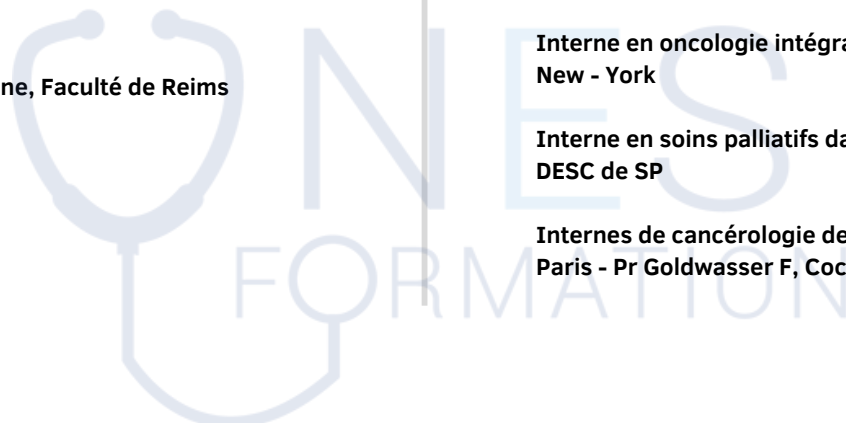 ne, Faculté de Reims
Interne en oncologie intégra
New - York
Interne en soins palliatifs da
DESC de SP
Internes de cancérologie de
Paris - Pr Goldwasser F, Coc
NES
FORMATION